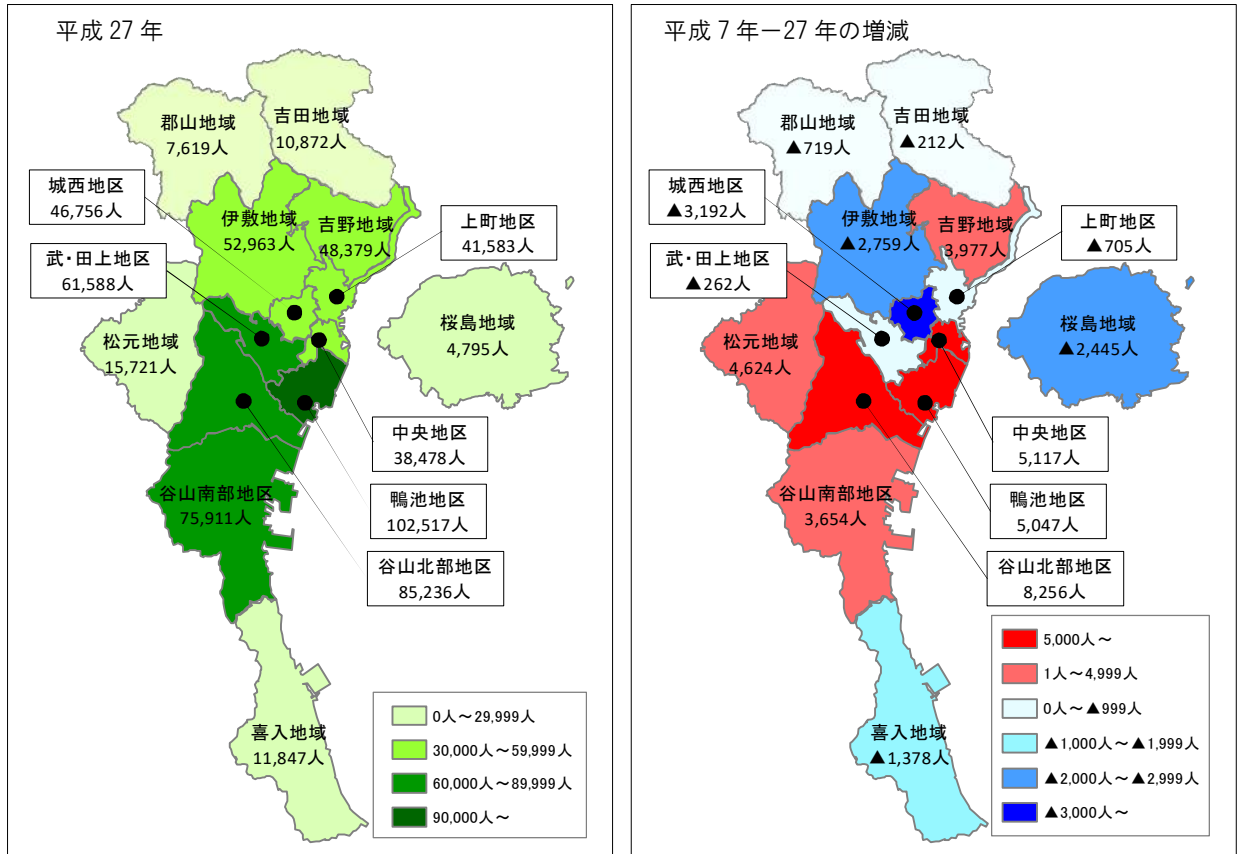 平成 27 年
郡山地域
7,619人
吉田地域
10,872人
城西地区
46,756人
伊敷地域
52,963人
吉野地域
48,379人
上町地区
41,583人
武・田上地区
61,588人
松元地域
15,721人
桜島地域
4,795人
中央地区
38,478人
谷山南部地区
75,911人
鴨池地区
102,517人
谷山北部地区
85,236人
喜入地域
11,847人
0人～29,999人
30,000人～59,999人
60,000人～89,999人
90,000人～
平成 7 年－27 年の増減
郡山地域
▲719人
吉田地域
▲212人
城西地区
▲3,192人
伊敷地域
▲2,759人
吉野地域
3,977人
上町地区
▲705人
武・田上地区
▲262人
松元地域
4,624人
桜島地域
▲2,445人
中央地区
5,117人
谷山南部地区
3,654人
鴨池地区
5,047人
谷山北部地区
8,256人
喜入地域
▲1,378人
5,000人～
1人～4,999人
0人～▲999人
▲1,000人～▲1,999人
▲2,000人～▲2,999人
▲3,000人～